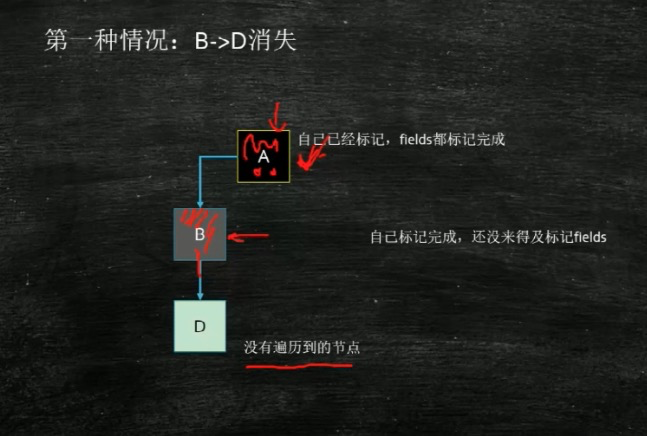 第一种情况：B->D消失
自己已经标记，fields都标记完成
A
B
自己标记完成，还没来得及标记fields
D
没有遍历到的节点